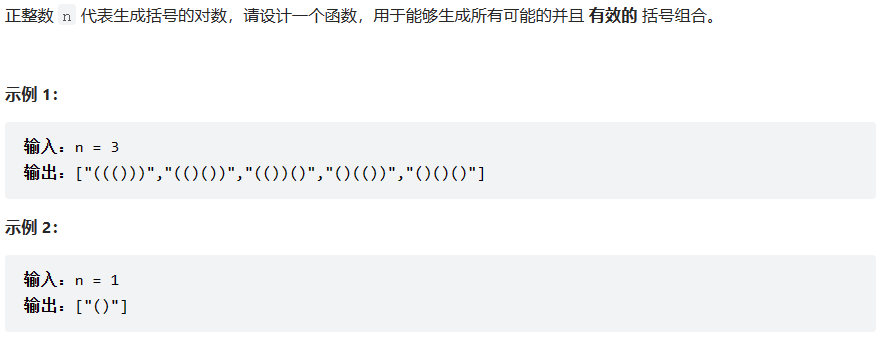 正整数 n 代表生成括号的对数，请设计一个函数，用于能够生成所有可能的并且 有效的 括号组合。
示例 1：
输入：n = 3
输出：["((()))","(()())","(())()","()(())","()()()"]
示例 2：
输入：n = 1
输出：["()"]